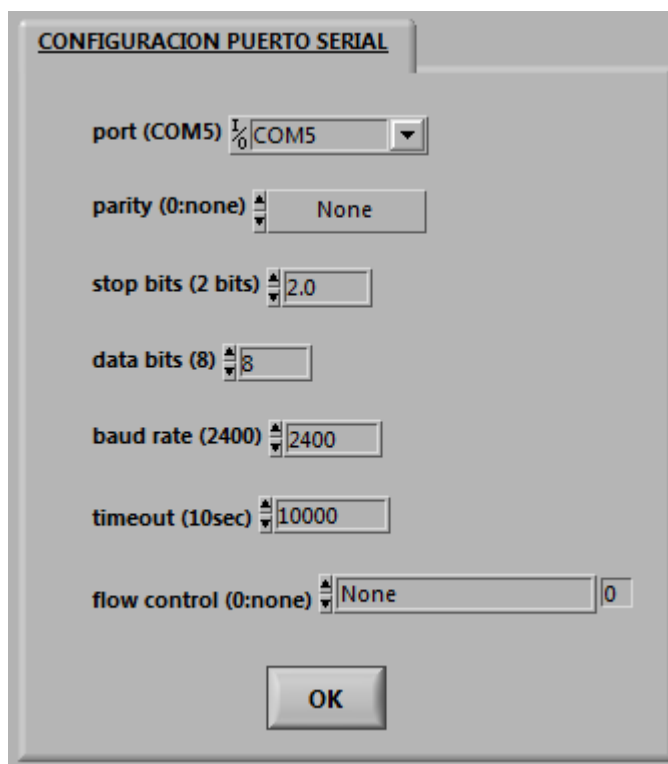 CONFIGURACION PUERTO SERIAL
port (COM5) I/O COM5
parity (0:none) None
stop bits (2 bits) 2.0
data bits (8) 8
baud rate (2400) 2400
timeout (10sec) 10000
flow control (0:none) None 0
OK